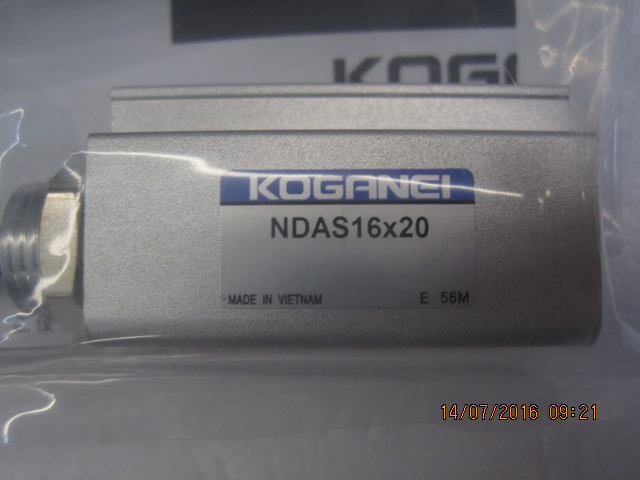 KOGANEI
NDAS16x20
MADE IN VIETNAM E 56M
14/07/2016 09:21